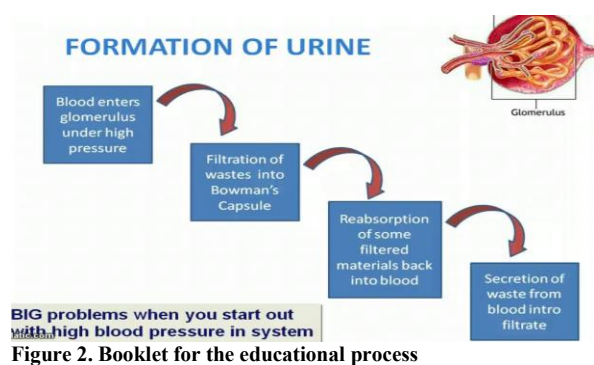 FORMATION OF URINE
Glomerulus
Blood enters
glomerulus
under high
pressure
Filtration of
wastes into
Bowman's
Capsule
Reabsorption
of some
filtered
materials back
into blood
Secretion of
waste from
blood intro
filtrate
BIG problems when you start out
with high blood pressure in system
Figure 2. Booklet for the educational process